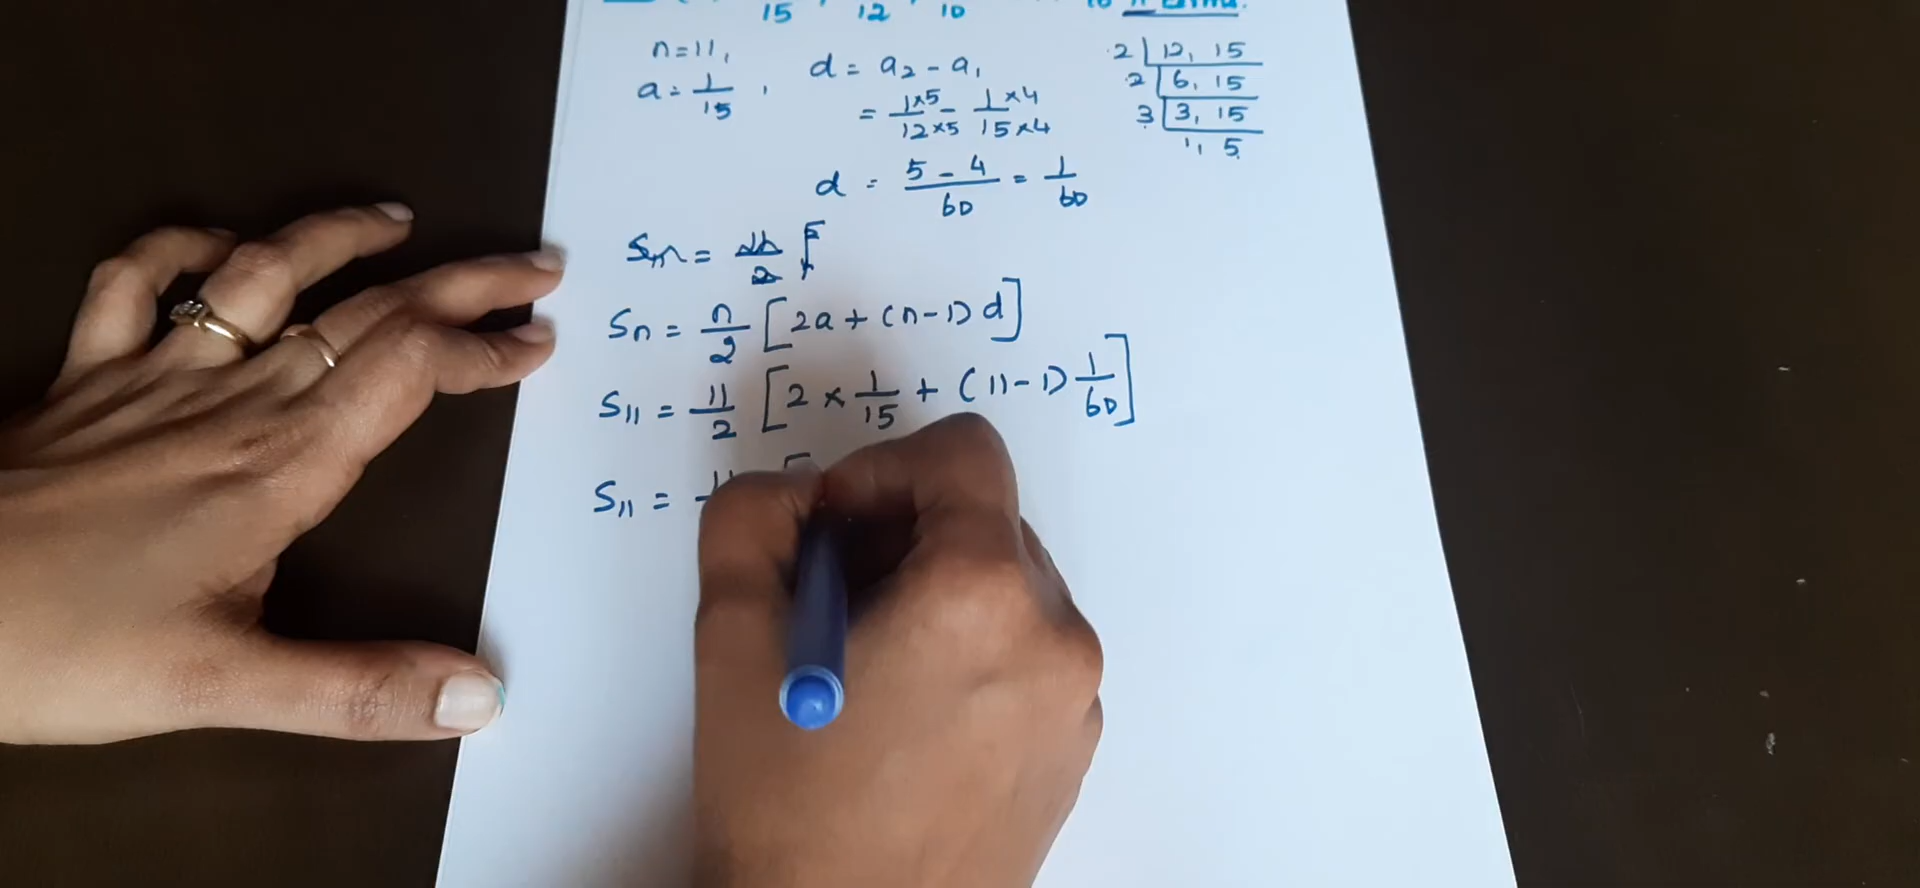 15 , 12 , 10
n=11,
a = 1/15 ,
d = a₂ - a₁
= 1×5/12×5 - 1×4/15×4
d = 5 - 4/60 = 1/60
2 | 12, 15
2 | 6, 15
3 | 3, 15
1, 5
Sn = n/2 [2a + (n-1) d]
S11 = 11/2 [2 × 1/15 + (11-1) 1/60]
S11 = 11 [